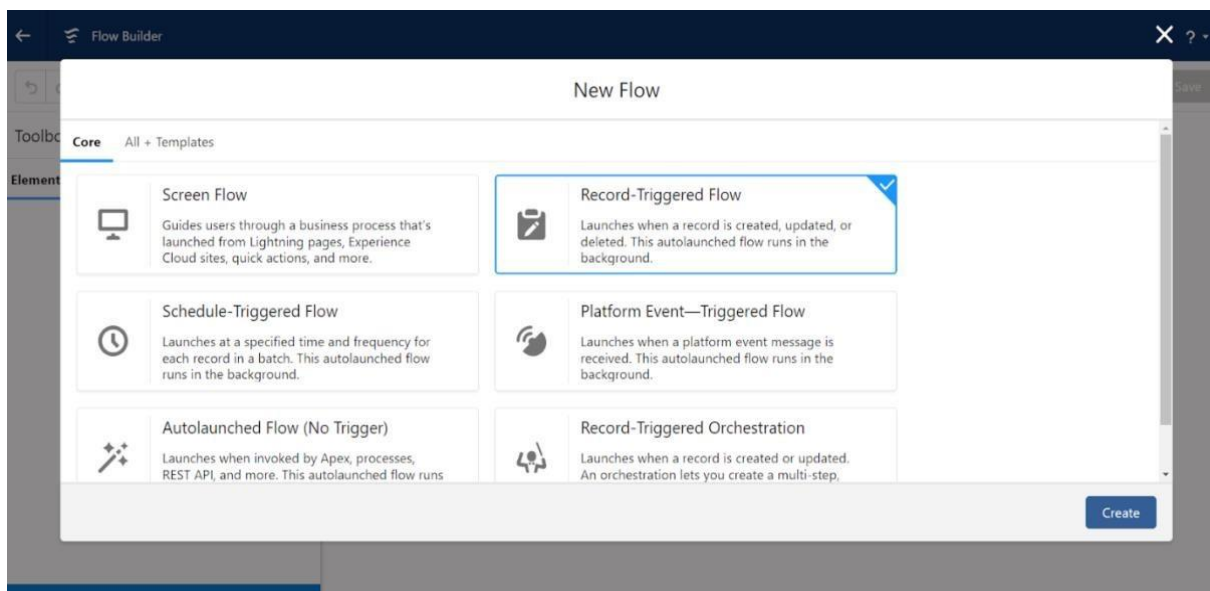 Flow Builder
?
Save
New Flow
Toolbo
Core All + Templates
Element
Screen Flow
Guides users through a business process that's
launched from Lightning pages, Experience
Cloud sites, quick actions, and more.
Record-Triggered Flow
Launches when a record is created, updated, or
deleted. This autolaunched flow runs in the
background.
Schedule-Triggered Flow
Launches at a specified time and frequency for
each record in a batch. This autolaunched flow
runs in the background.
Platform Event—Triggered Flow
Launches when a platform event message is
received. This autolaunched flow runs in the
background.
Autolaunched Flow (No Trigger)
Launches when invoked by Apex, processes,
REST API, and more. This autolaunched flow runs
Record-Triggered Orchestration
Launches when a record is created or updated.
An orchestration lets you create a multi-step,
Create